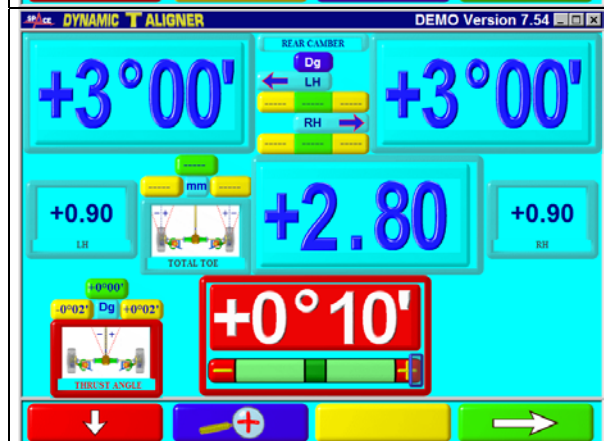 SPACE DYNAMIC T ALIGNER DEMO Version 7.54
REAR CAMBER
Dg
LH
----- ----- -----
RH
----- ----- -----
+3°00'
+3°00'
-----
----- mm -----
TOTAL TOE
+0.90
LH
+2.80
+0.90
RH
+0°00'
-0°02' Dg +0°02'
THRUST ANGLE
+0°10'